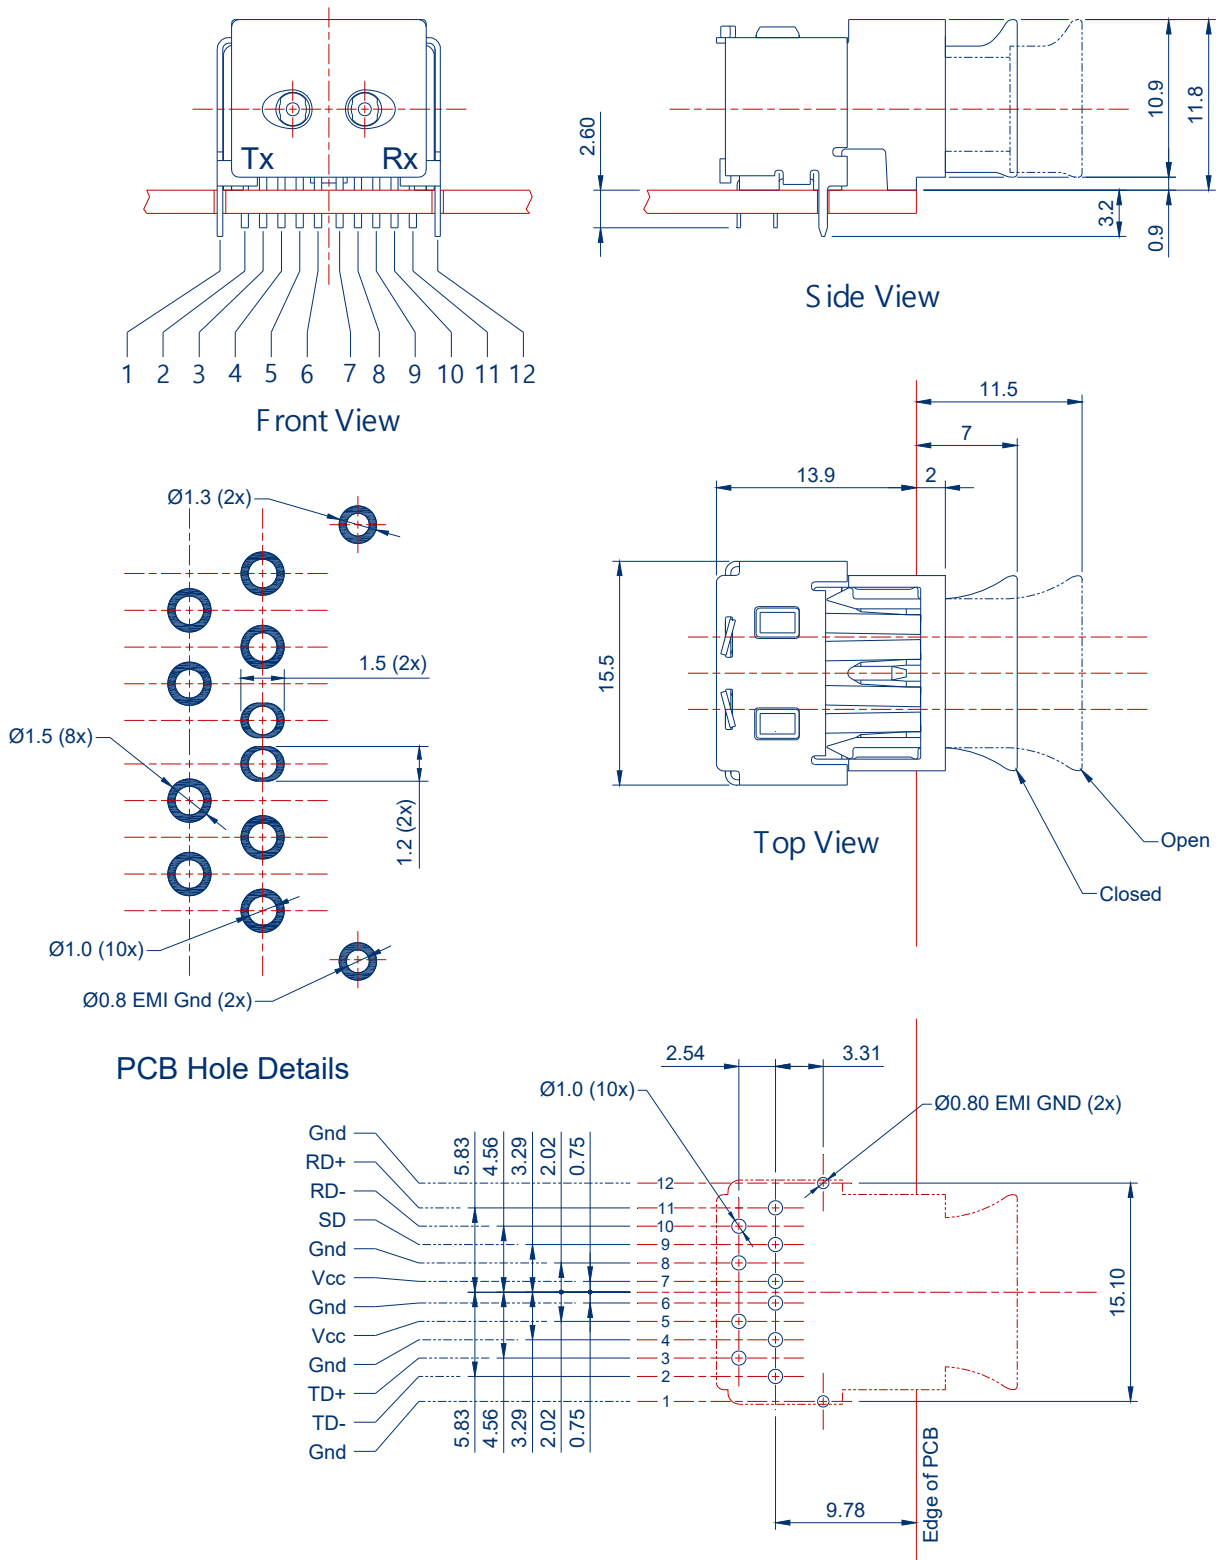 Tx Rx
1 2 3 4 5 6 7 8 9 10 11 12
Front View
2.60
10.9
11.8
3.2
0.9
Side View
11.5
7
13.9
2
15.5
Top View
Open
Closed
Ø1.3 (2x)
1.5 (2x)
Ø1.5 (8x)
1.2 (2x)
Ø1.0 (10x)
Ø0.8 EMI Gnd (2x)
PCB Hole Details
2.54
3.31
Ø1.0 (10x)
Ø0.80 EMI GND (2x)
5.83
4.56
3.29
2.02
0.75
Gnd
RD+
RD-
SD
Gnd
Vcc
Gnd
Vcc
Gnd
TD+
TD-
Gnd
12
11
10
9
8
7
6
5
4
3
2
1
5.83
4.56
3.29
2.02
0.75
15.10
9.78
Edge of PCB